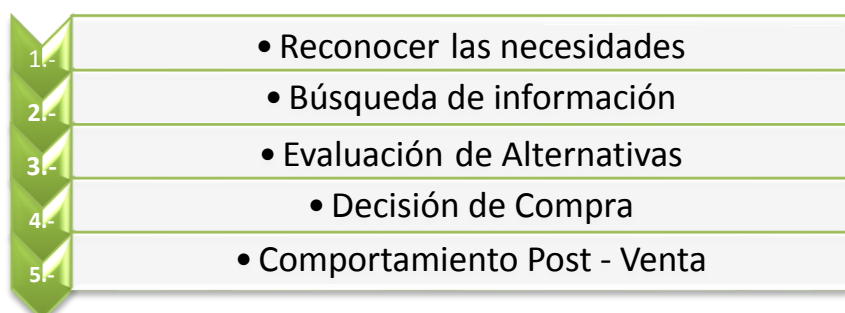 1.- • Reconocer las necesidades
2.- • Búsqueda de información
3.- • Evaluación de Alternativas
4.- • Decisión de Compra
5.- • Comportamiento Post - Venta